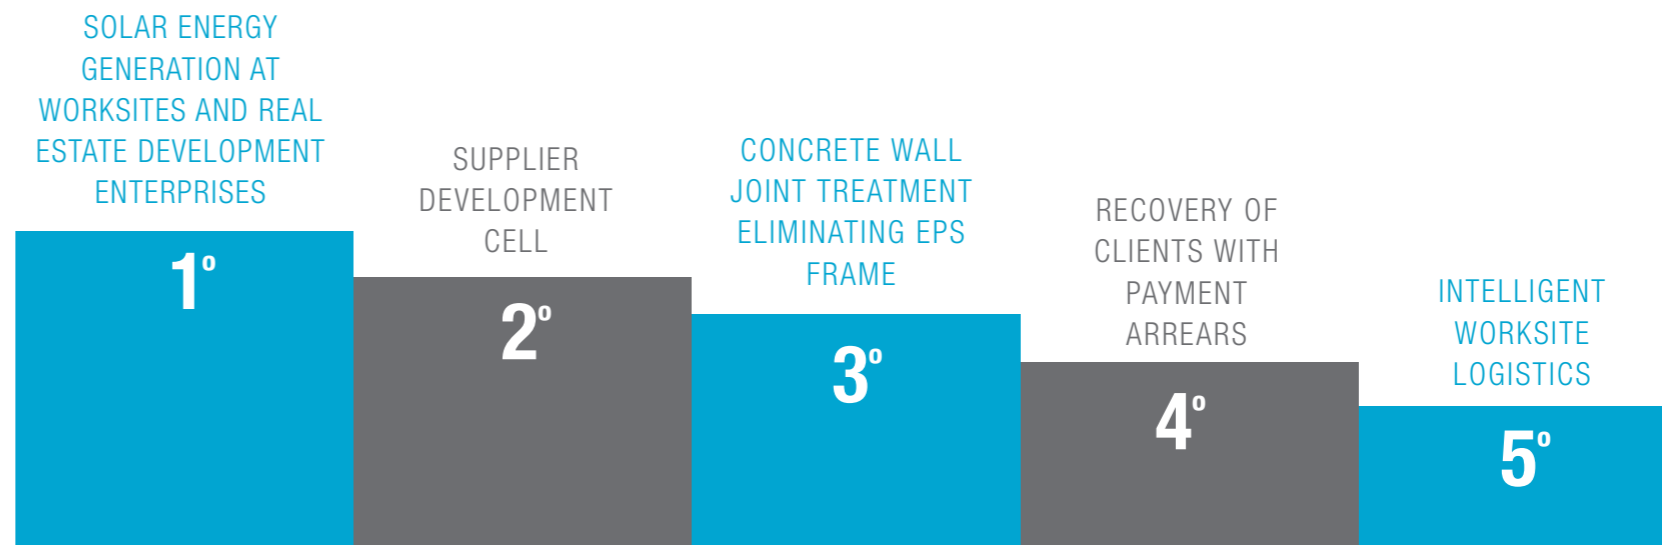 SOLAR ENERGY
GENERATION AT
WORKSITES AND REAL
ESTATE DEVELOPMENT
ENTERPRISES
1º
SUPPLIER
DEVELOPMENT
CELL
2º
CONCRETE WALL
JOINT TREATMENT
ELIMINATING EPS
FRAME
3º
RECOVERY OF
CLIENTS WITH
PAYMENT
ARREARS
4º
INTELLIGENT
WORKSITE
LOGISTICS
5º